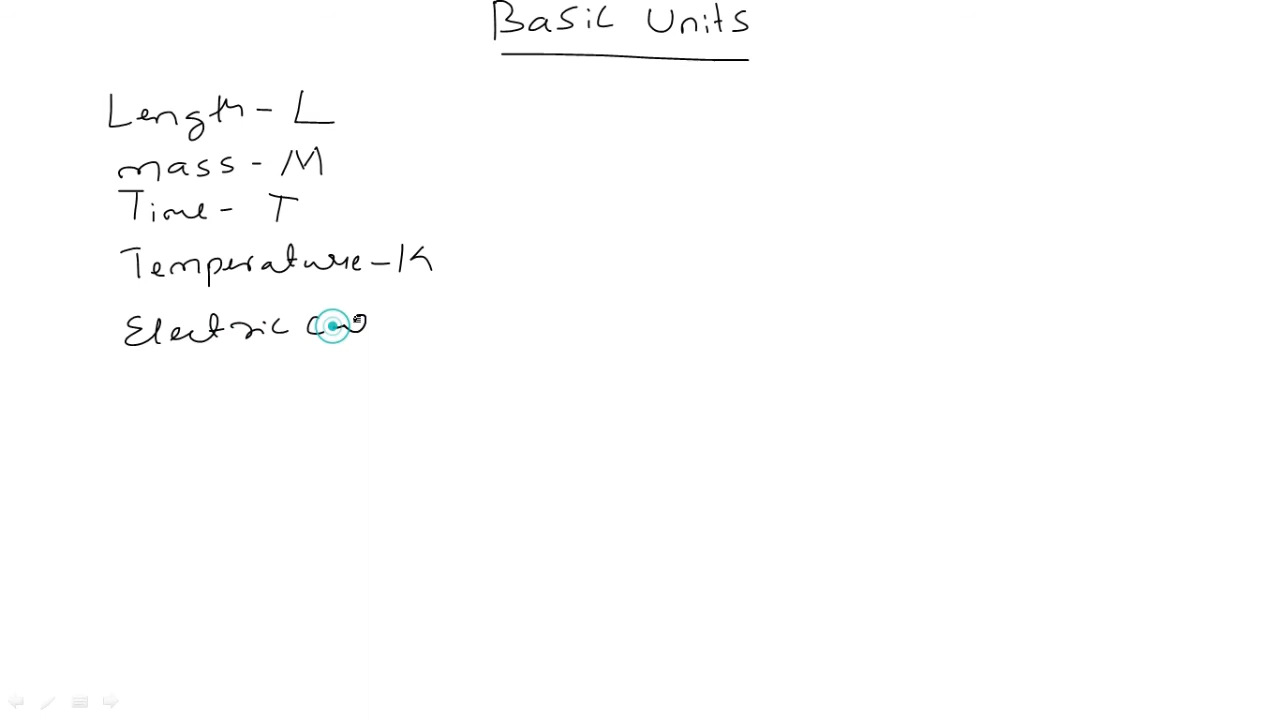 Basic Units
Length - L
mass - M
Time - T
Temperature - K
Electric